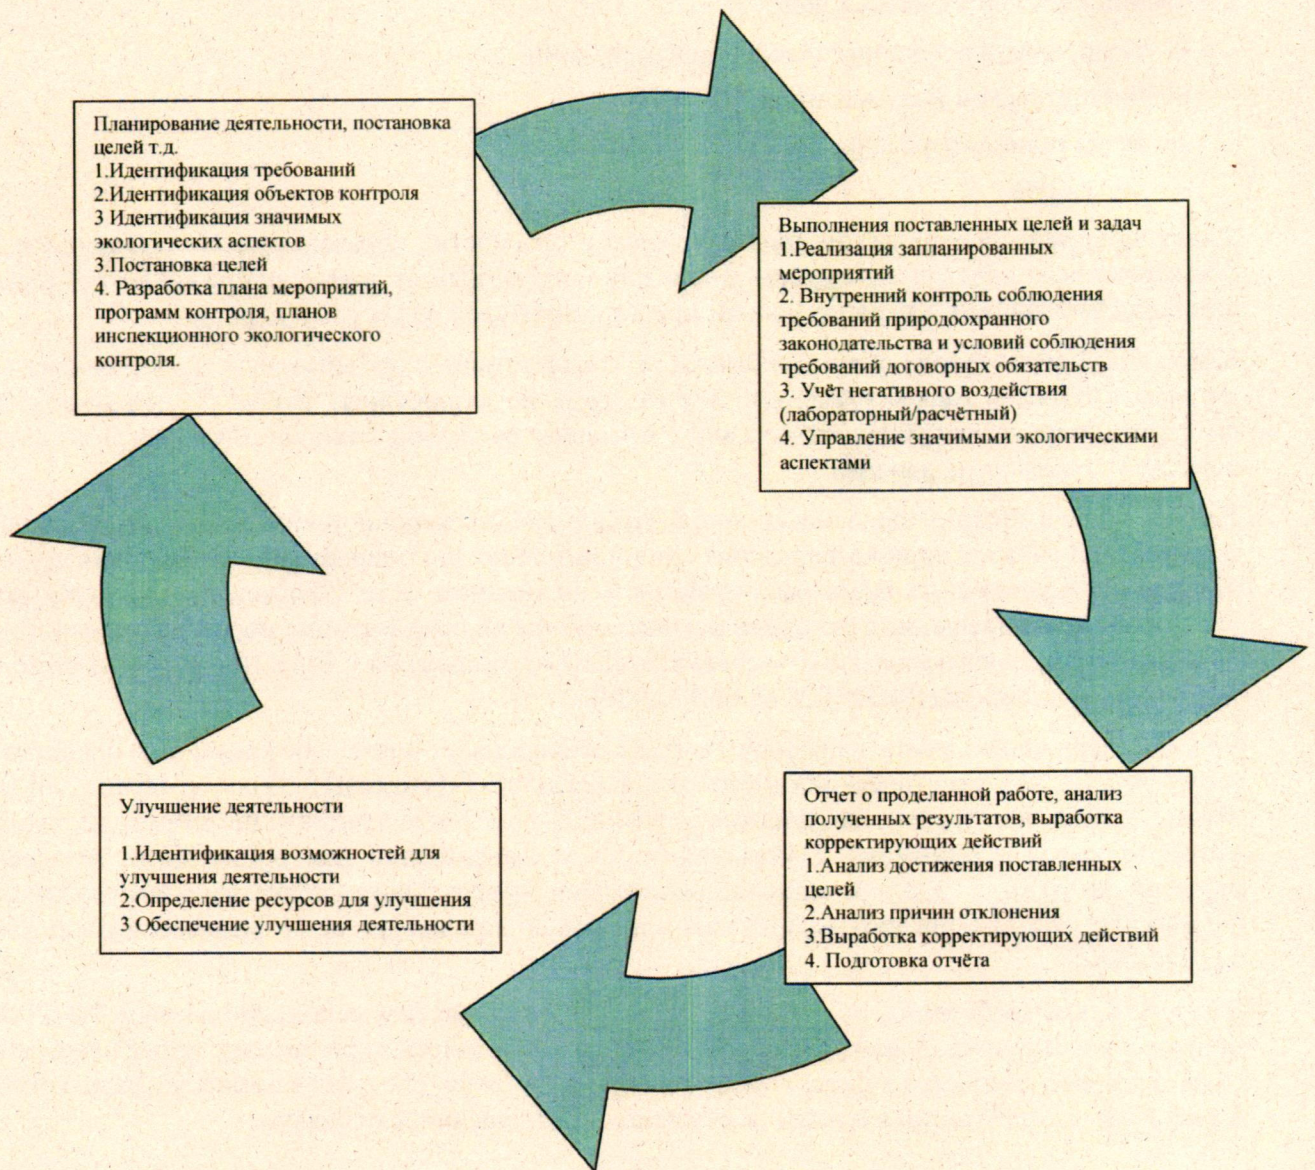 Планирование деятельности, постановка
целей т.д.
1.Идентификация требований
2.Идентификация объектов контроля
3 Идентификация значимых
экологических аспектов
3.Постановка целей
4. Разработка плана мероприятий,
программ контроля, планов
инспекционного экологического
контроля.
Выполнения поставленных целей и задач
1.Реализация запланированных
мероприятий
2. Внутренний контроль соблюдения
требований природоохранного
законодательства и условий соблюдения
требований договорных обязательств
3. Учёт негативного воздействия
(лабораторный/расчётный)
4. Управление значимыми экологическими
аспектами
Отчет о проделанной работе, анализ
полученных результатов, выработка
корректирующих действий
1.Анализ достижения поставленных
целей
2.Анализ причин отклонения
3.Выработка корректирующих действий
4. Подготовка отчёта
Улучшение деятельности
1.Идентификация возможностей для
улучшения деятельности
2.Определение ресурсов для улучшения
3 Обеспечение улучшения деятельности